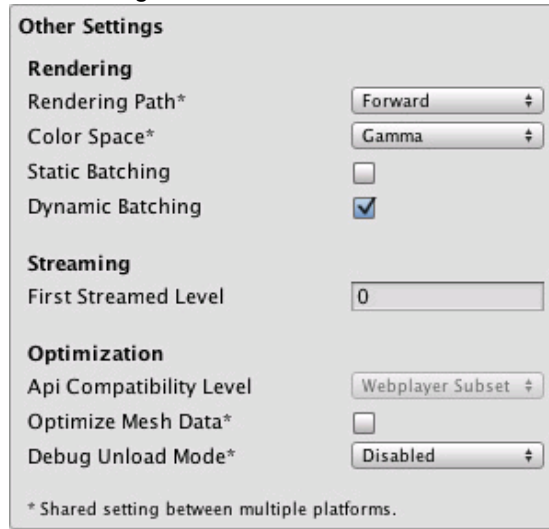 Other Settings
Rendering
Rendering Path* Forward
Color Space* Gamma
Static Batching
Dynamic Batching
Streaming
First Streamed Level 0
Optimization
Api Compatibility Level Webplayer Subset
Optimize Mesh Data*
Debug Unload Mode* Disabled
* Shared setting between multiple platforms.